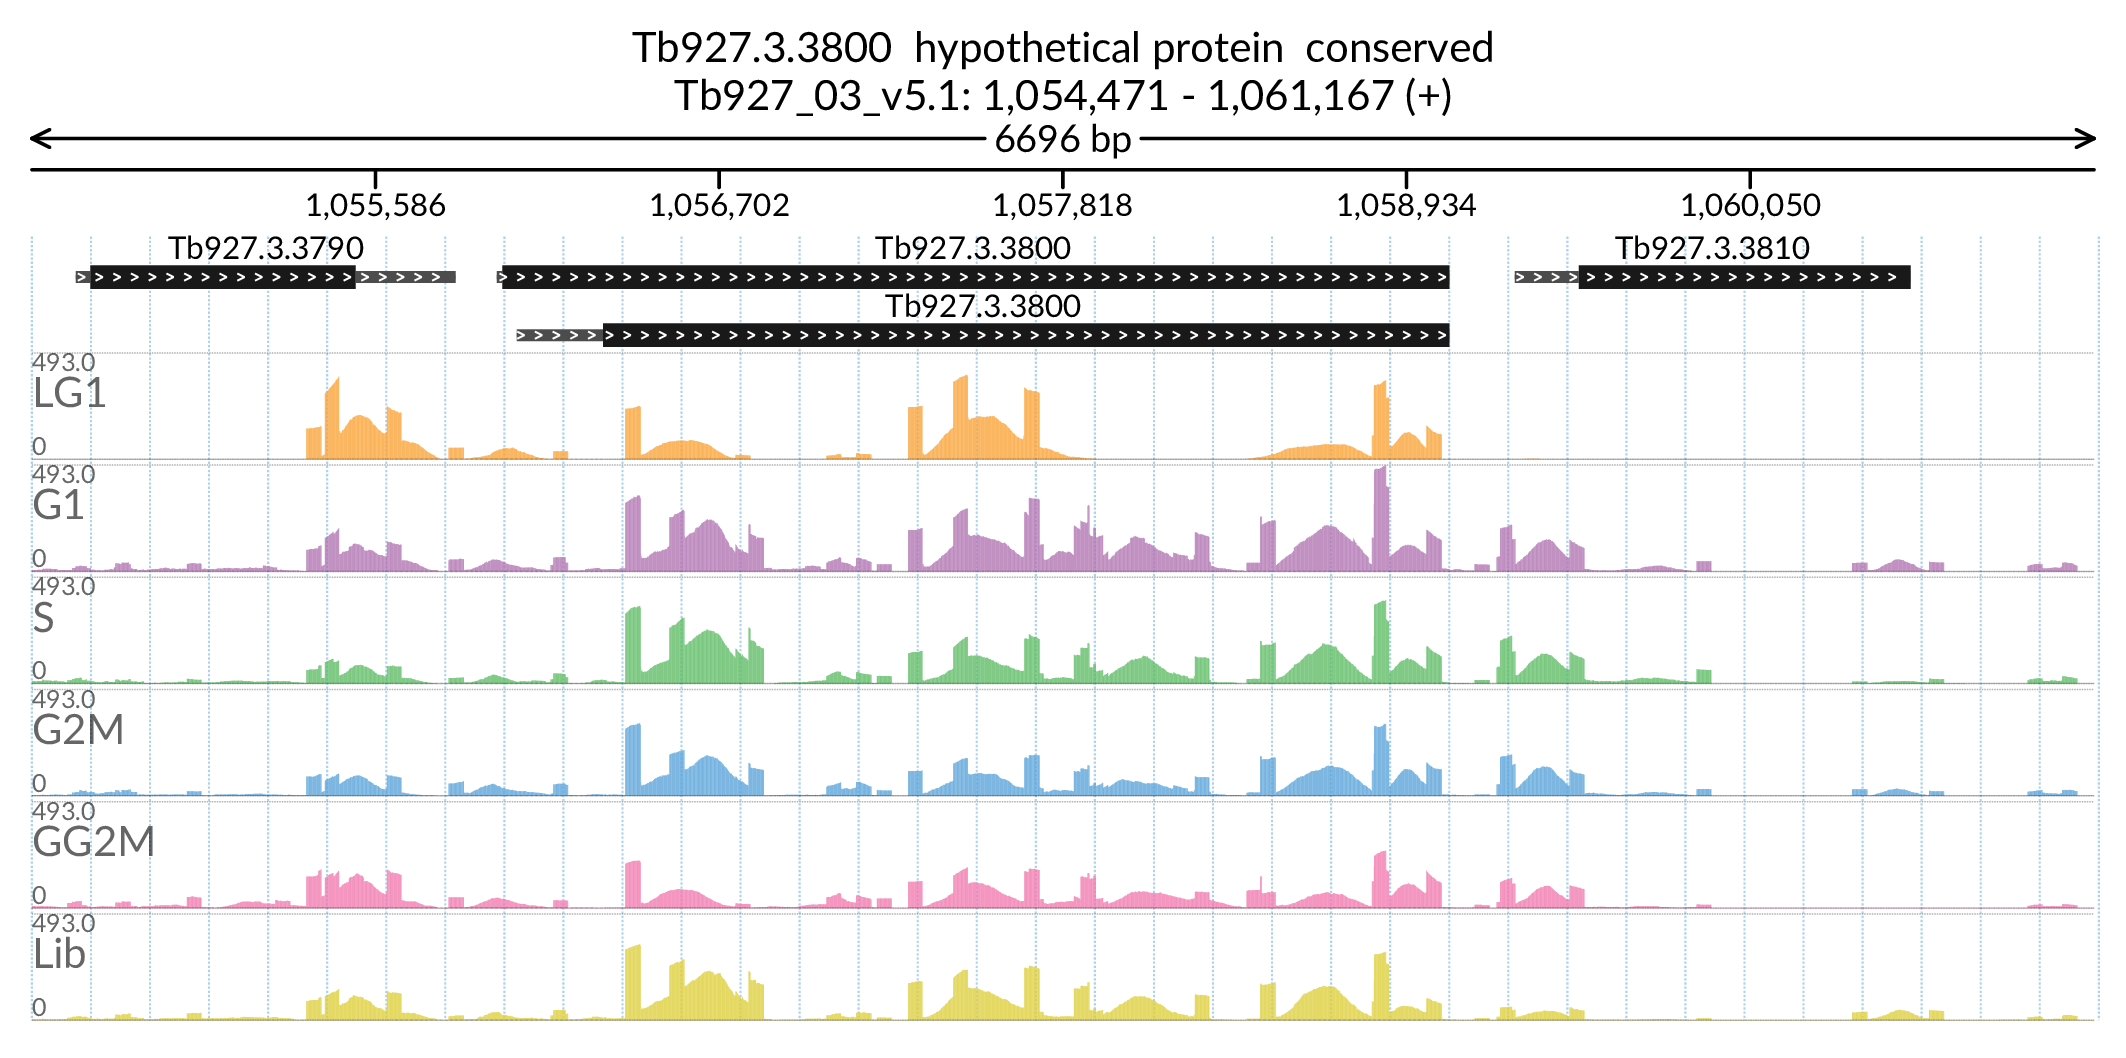 Tb927.3.3800  hypothetical protein  conserved
Tb927_03_v5.1: 1,054,471 - 1,061,167 (+)
6696 bp
1,055,586 1,056,702 1,057,818 1,058,934 1,060,050
Tb927.3.3790 Tb927.3.3800 Tb927.3.3810
Tb927.3.3800
493.0
LG1
0
493.0
G1
0
493.0
S
0
493.0
G2M
0
493.0
GG2M
0
493.0
Lib
0